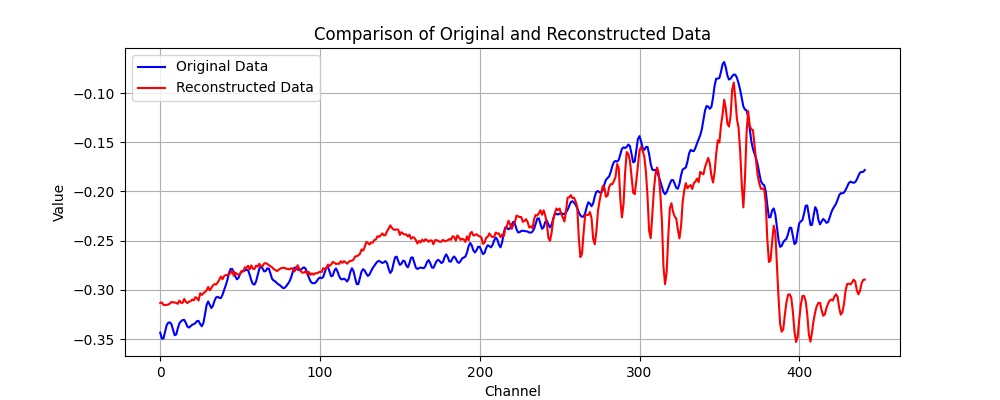 Comparison of Original and Reconstructed Data
Original Data
Reconstructed Data
−0.10
−0.15
−0.20
−0.25
−0.30
−0.35
Value
0 100 200 300 400
Channel